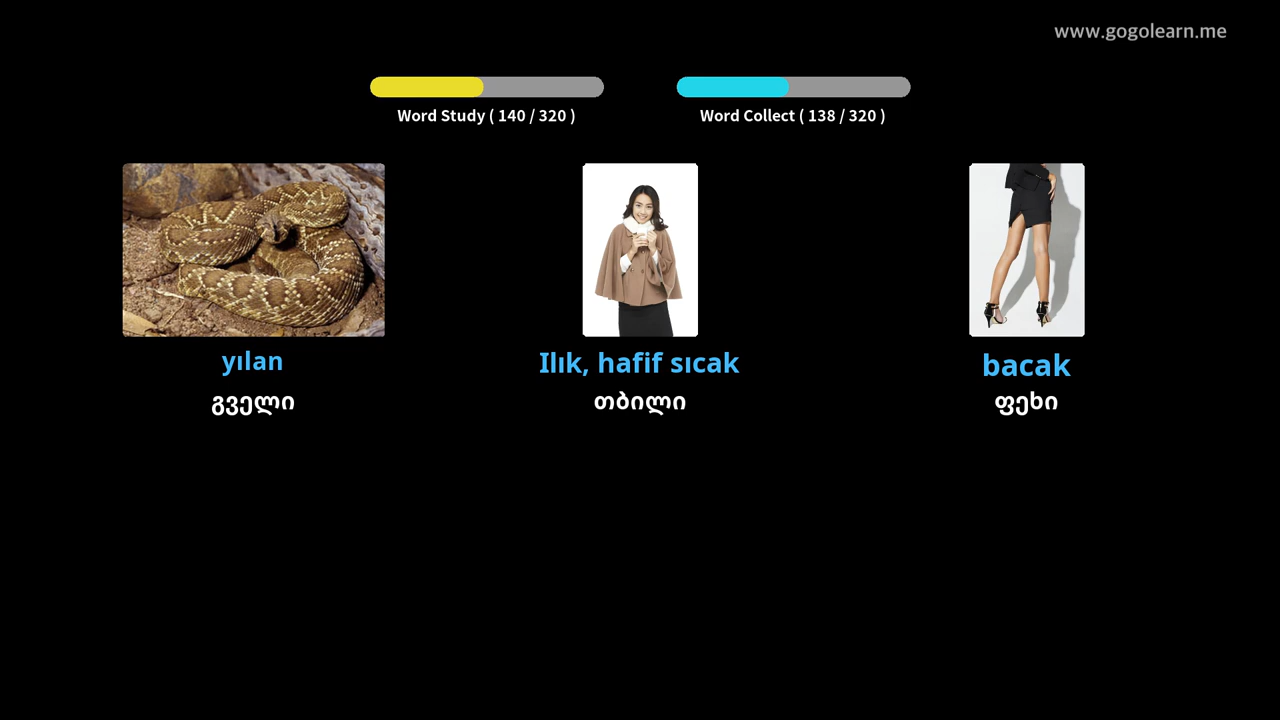 www.gogolearn.me
Word Study ( 140 / 320 )
Word Collect ( 138 / 320 )
yılan
Ilık, hafif sıcak
bacak
გველი
თბილი
ფეხი